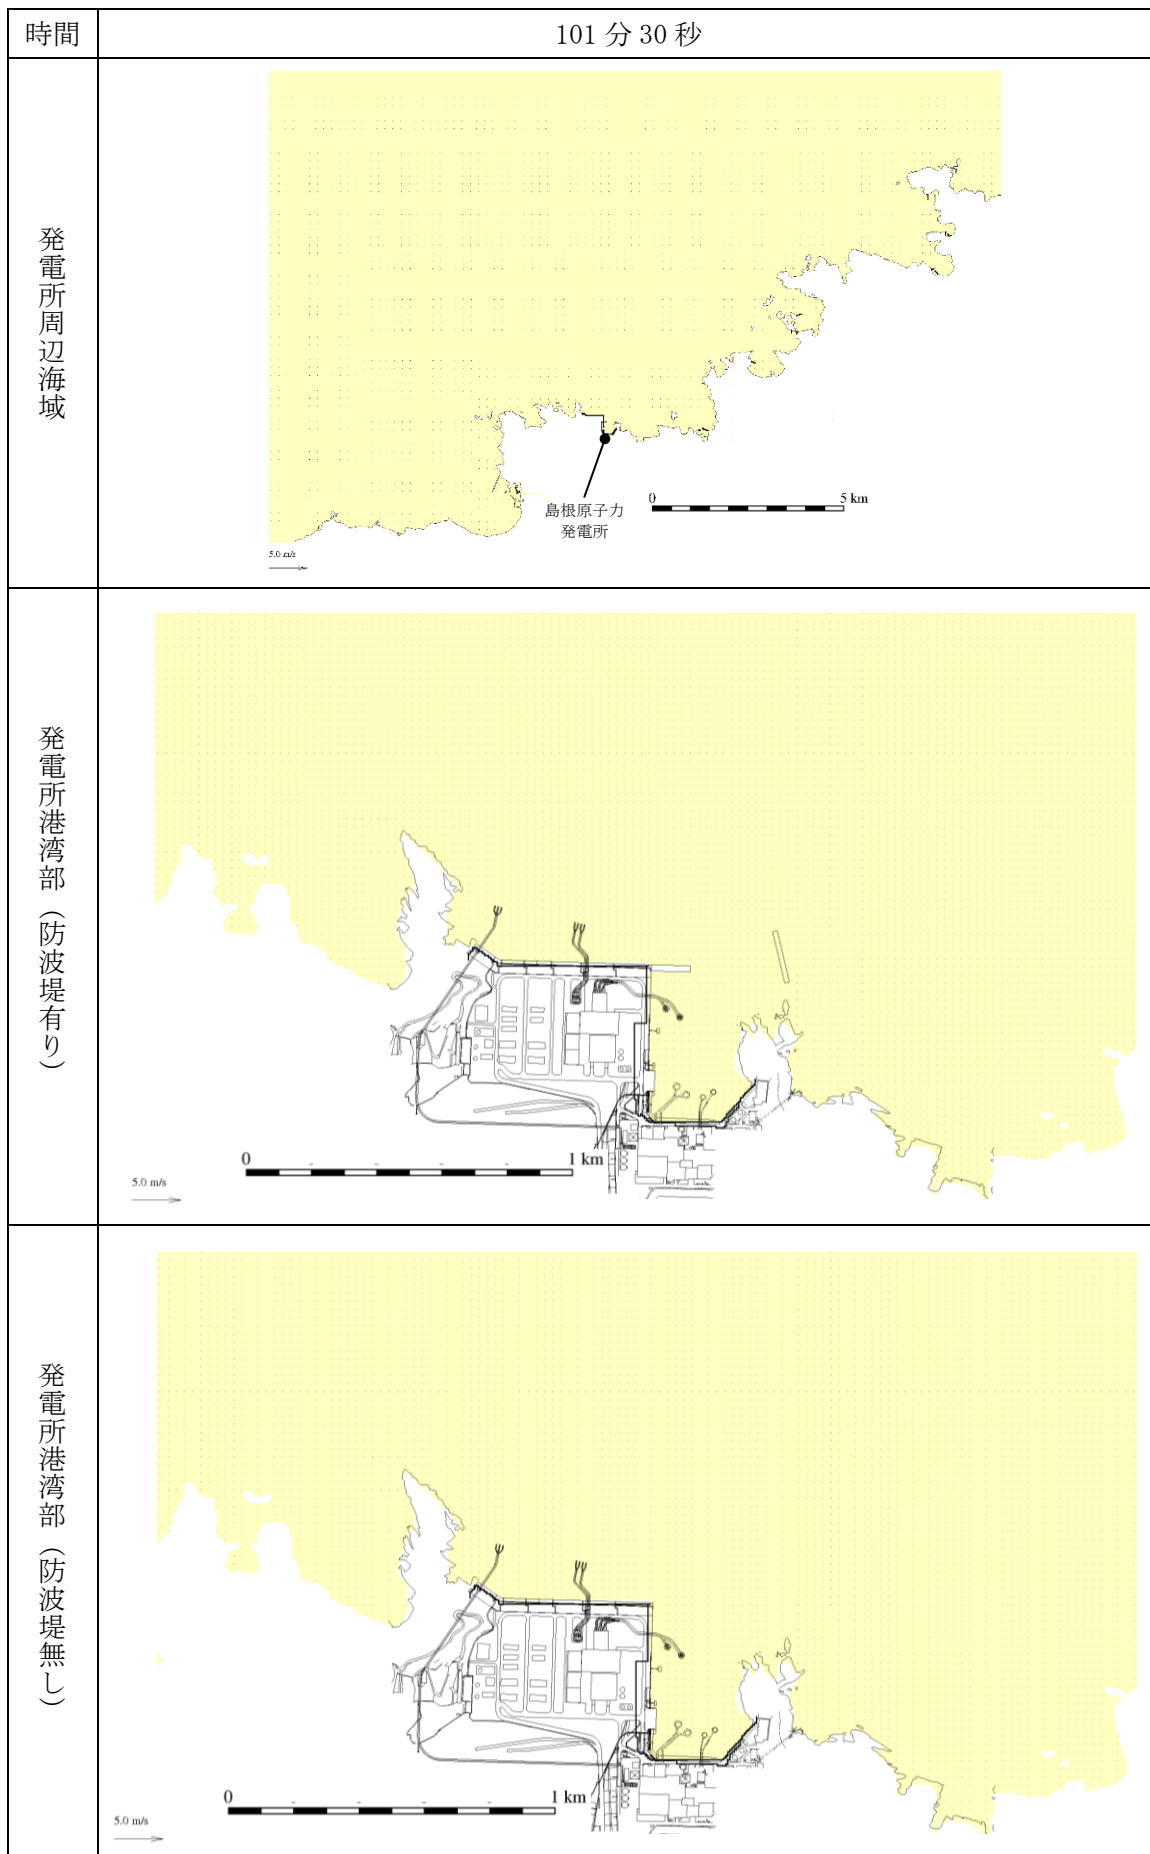 時間
101 分 30 秒
発電所周辺海域
島根原子力
発電所
0
5 km
5.0 m/s
発電所港湾部（防波堤有り）
0
1 km
5.0 m/s
発電所港湾部（防波堤無し）
0
1 km
5.0 m/s